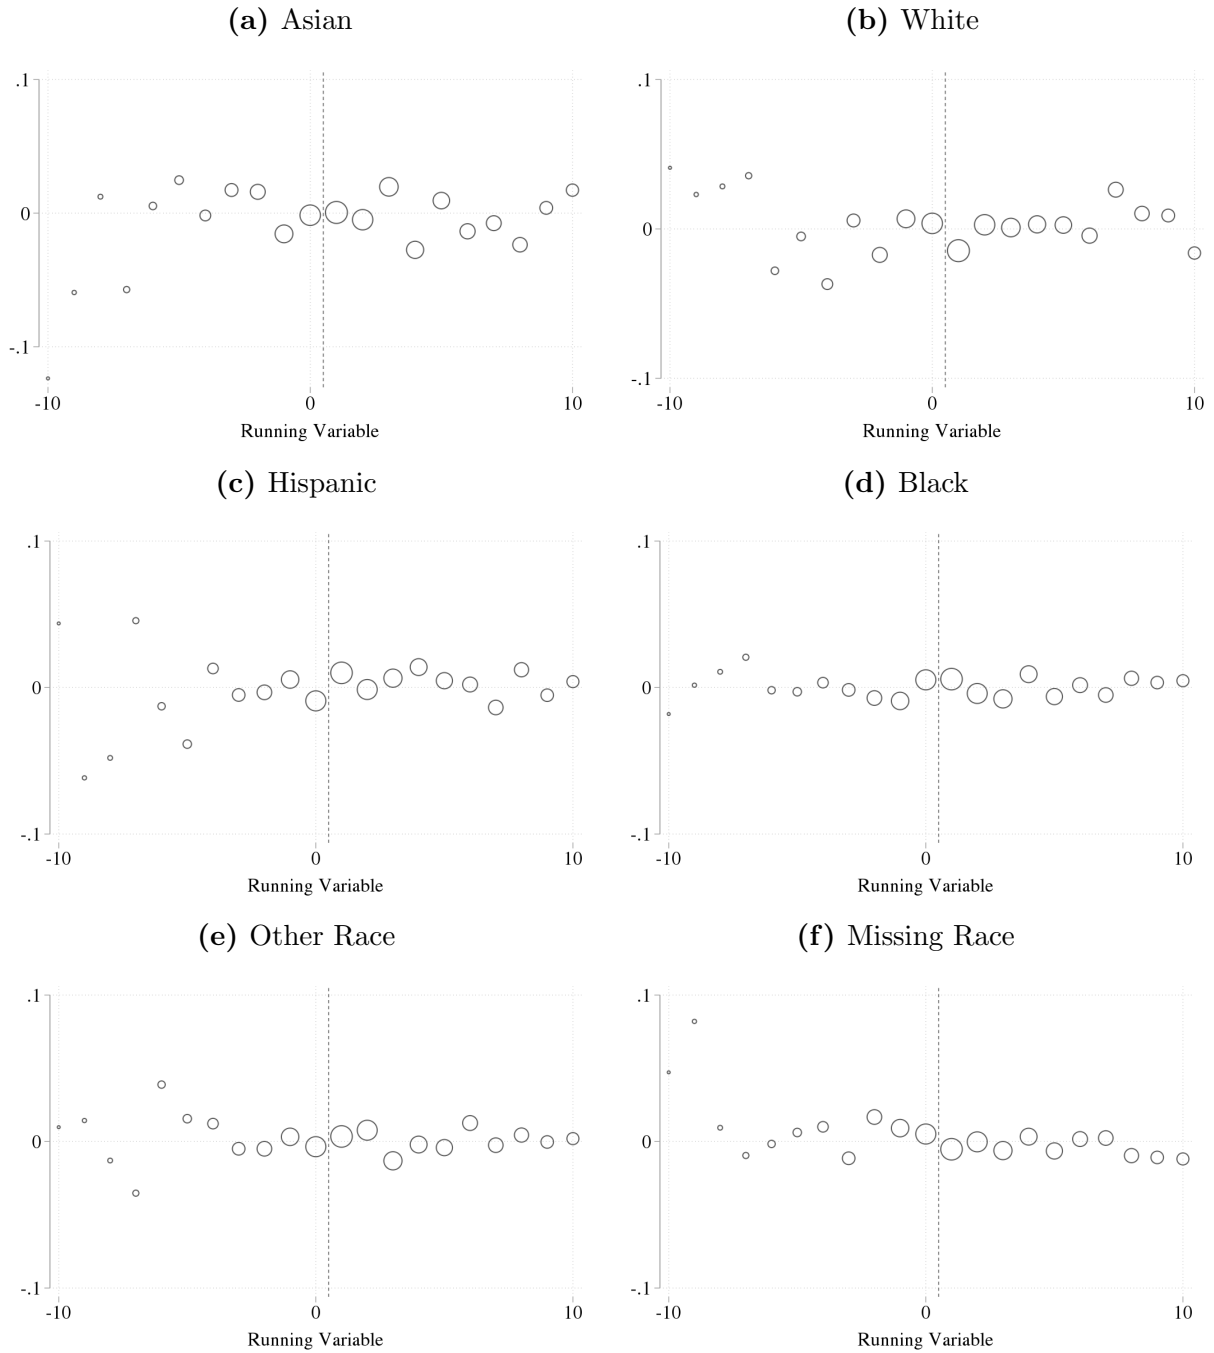 (a) Asian
(b) White
.1
0
-.1
-10 0 10
Running Variable
.1
0
-.1
-10 0 10
Running Variable
(c) Hispanic
(d) Black
.1
0
-.1
-10 0 10
Running Variable
.1
0
-.1
-10 0 10
Running Variable
(e) Other Race
(f) Missing Race
.1
0
-.1
-10 0 10
Running Variable
.1
0
-.1
-10 0 10
Running Variable